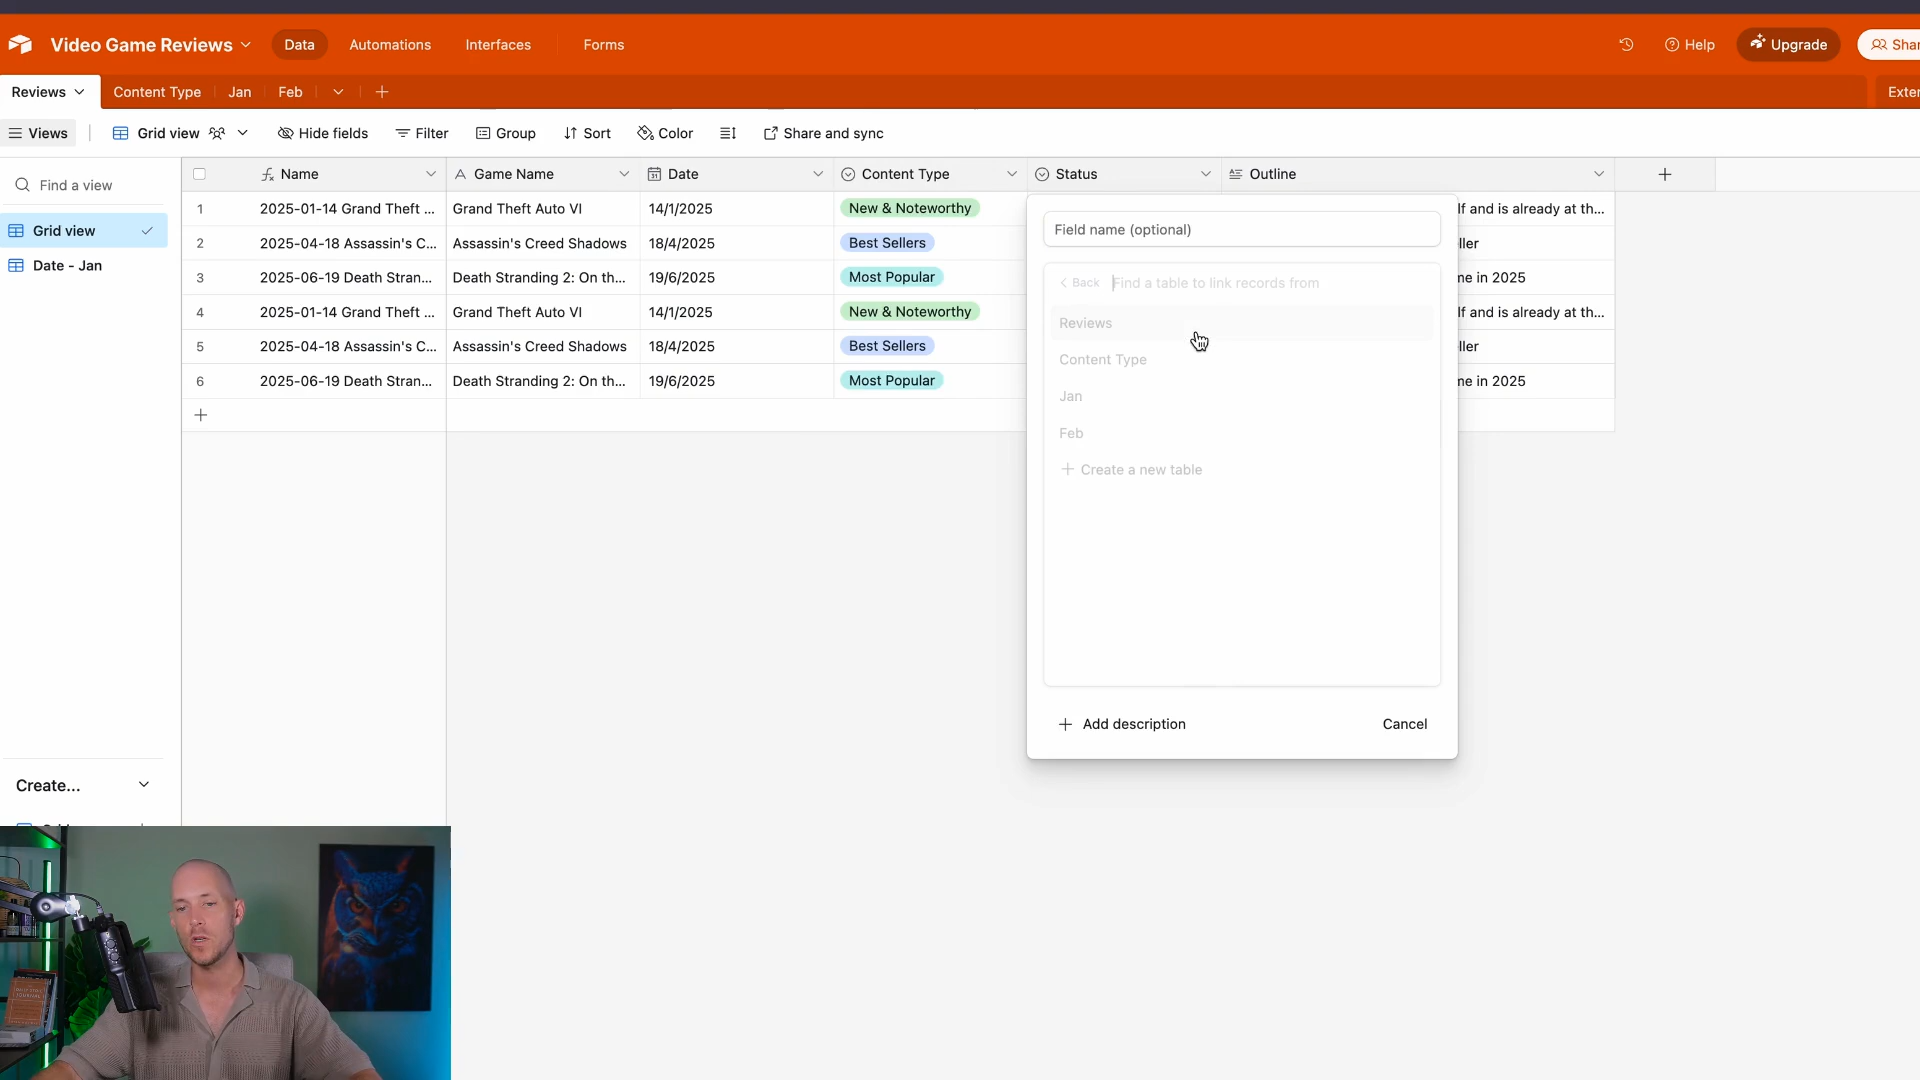 Video Game Reviews
Data
Automations
Interfaces
Forms
Help
Upgrade
Reviews
Content Type
Jan
Feb
Views
Grid view
Hide fields
Filter
Group
Sort
Color
Share and sync
Find a view
Grid view
Date - Jan
Create...
Name
Game Name
Date
Content Type
Status
Outline
1 2025-01-14 Grand Theft ... Grand Theft Auto VI 14/1/2025 New & Noteworthy
2 2025-04-18 Assassin's C... Assassin's Creed Shadows 18/4/2025 Best Sellers
3 2025-06-19 Death Stran... Death Stranding 2: On th... 19/6/2025 Most Popular
4 2025-01-14 Grand Theft ... Grand Theft Auto VI 14/1/2025 New & Noteworthy
5 2025-04-18 Assassin's C... Assassin's Creed Shadows 18/4/2025 Best Sellers
6 2025-06-19 Death Stran... Death Stranding 2: On th... 19/6/2025 Most Popular
and is already at th...
in 2025
and is already at th...
in 2025
Field name (optional)
Back
Find a table to link records from
Reviews
Content Type
Jan
Feb
Create a new table
Add description
Cancel